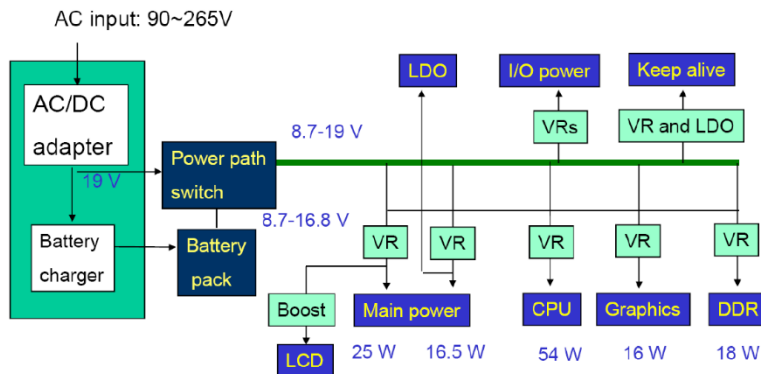 AC input: 90~265V
AC/DC
adapter
19 V
Battery
charger
Power path
switch
Battery
pack
8.7-19 V
8.7-16.8 V
LDO
I/O power
Keep alive
VRs
VR and LDO
VR
VR
VR
VR
VR
Boost
LCD
Main power
CPU
Graphics
DDR
25 W
16.5 W
54 W
16 W
18 W